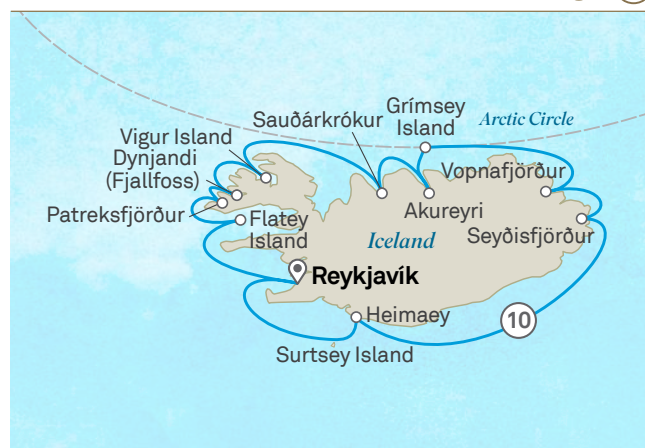 Grímsey
Island
Arctic Circle
Sauðárkrókur
Vigur Island
Dynjandi
(Fjallfoss)
Vopnafjörður
Patreksfjörður
Flatey
Island
Akureyri
Iceland
Seyðisfjörður
Reykjavík
Heimaey
10
Surtsey Island